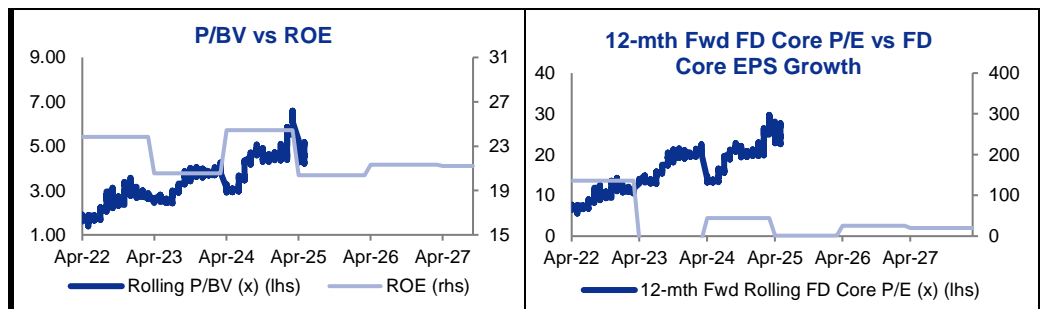 P/BV vs ROE
9.00
7.00
5.00
3.00
1.00
31
27
23
19
15
Apr-22 Apr-23 Apr-24 Apr-25 Apr-26 Apr-27
Rolling P/BV (x) (lhs) ROE (rhs)
12-mth Fwd FD Core P/E vs FD
Core EPS Growth
40
30
20
10
0
400
300
200
100
0
Apr-22 Apr-23 Apr-24 Apr-25 Apr-26 Apr-27
12-mth Fwd Rolling FD Core P/E (x) (lhs)